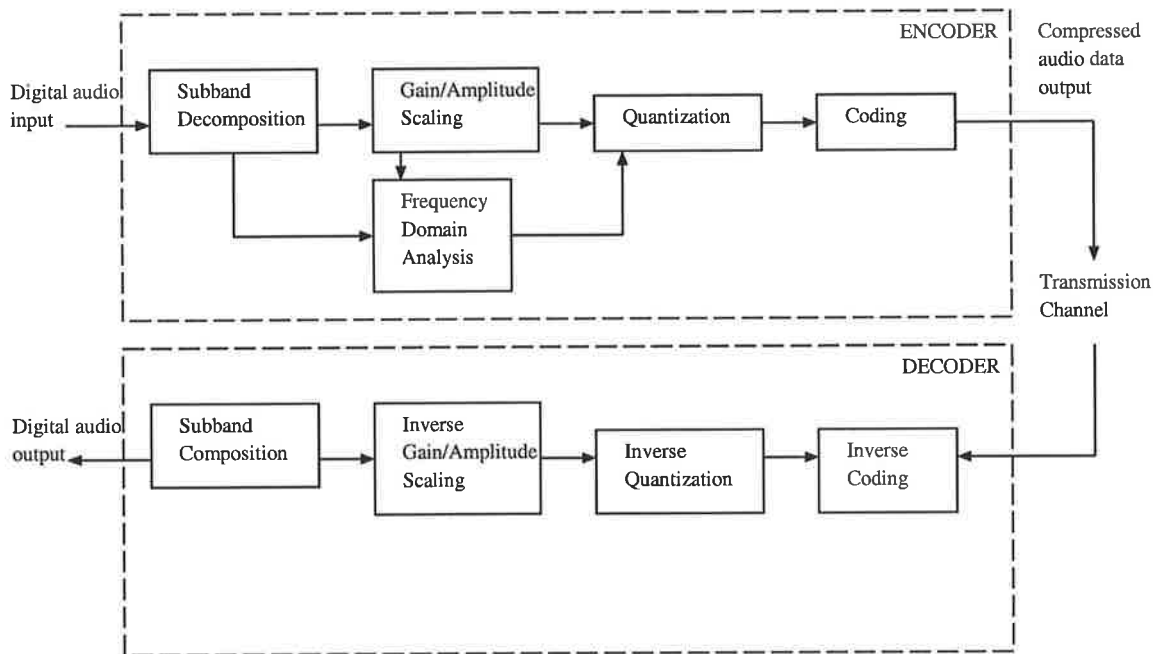 ENCODER
Compressed
audio data
output
Digital audio
input
Subband
Decomposition
Gain/Amplitude
Scaling
Quantization
Coding
Frequency
Domain
Analysis
Transmission
Channel
DECODER
Digital audio
output
Subband
Composition
Inverse
Gain/Amplitude
Scaling
Inverse
Quantization
Inverse
Coding